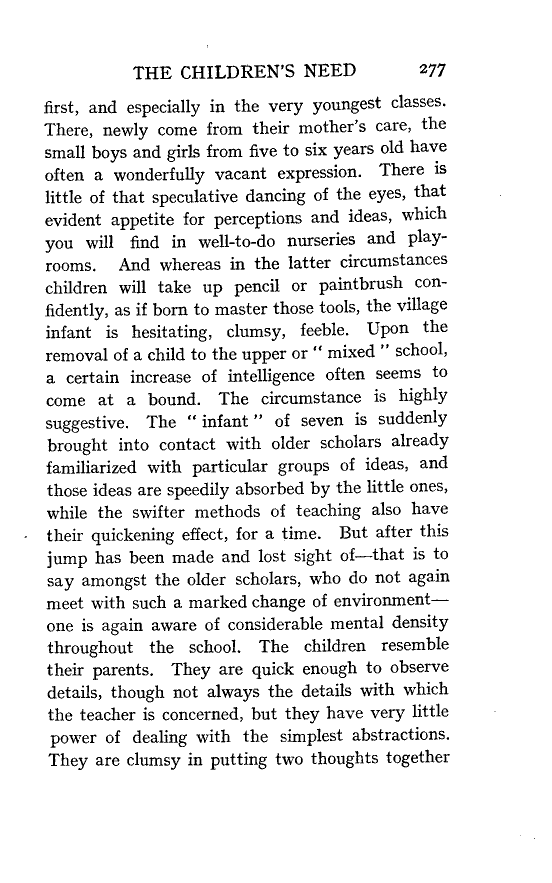 THE CHILDREN'S NEED 277
first, and especially in the very youngest classes.
There, newly come from their mother's care, the
small boys and girls from five to six years old have
often a wonderfully vacant expression. There is
little of that speculative dancing of the eyes, that
evident appetite for perceptions and ideas, which
you will find in well-to-do nurseries and play-
rooms. And whereas in the latter circumstances
children will take up pencil or paintbrush con-
fidently, as if born to master those tools, the village
infant is hesitating, clumsy, feeble. Upon the
removal of a child to the upper or " mixed " school,
a certain increase of intelligence often seems to
come at a bound. The circumstance is highly
suggestive. The " infant " of seven is suddenly
brought into contact with older scholars already
familiarized with particular groups of ideas, and
those ideas are speedily absorbed by the little ones,
while the swifter methods of teaching also have
their quickening effect, for a time. But after this
jump has been made and lost sight of—that is to
say amongst the older scholars, who do not again
meet with such a marked change of environment—
one is again aware of considerable mental density
throughout the school. The children resemble
their parents. They are quick enough to observe
details, though not always the details with which
the teacher is concerned, but they have very little
power of dealing with the simplest abstractions.
They are clumsy in putting two thoughts together